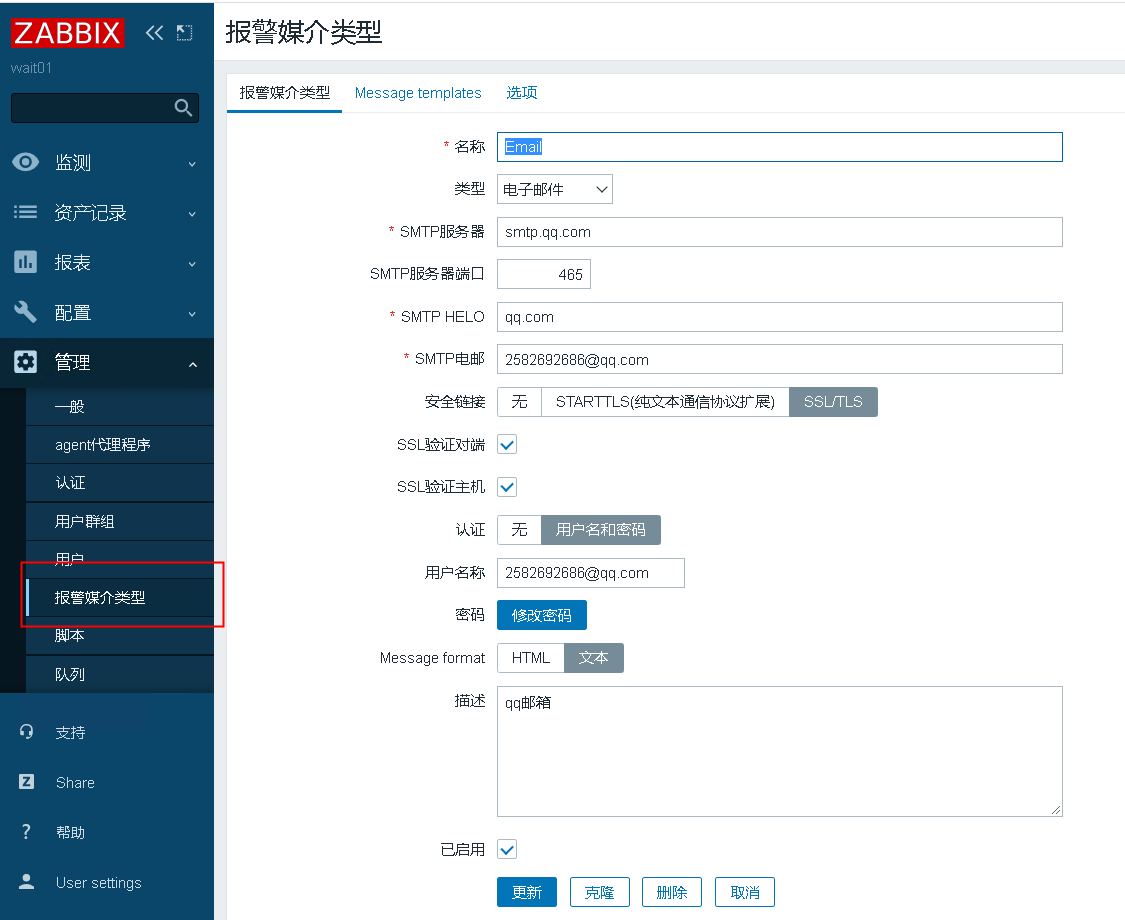 ZABBIX
wait01
监测
资产记录
报表
配置
管理
一般
agent代理程序
认证
用户群组
用户
报警媒介类型
脚本
队列
支持
Share
帮助
User settings
报警媒介类型
报警媒介类型 Message templates 选项
* 名称 Email
类型 电子邮件
* SMTP服务器 smtp.qq.com
SMTP服务器端口 465
* SMTP HELO qq.com
* SMTP电邮 2582692686@qq.com
安全链接 无 STARTTLS(纯文本通信协议扩展) SSL/TLS
SSL验证对端
SSL验证主机
认证 无 用户名和密码
用户名称 2582692686@qq.com
密码 修改密码
Message format HTML 文本
描述 qq邮箱
已启用
更新 克隆 删除 取消